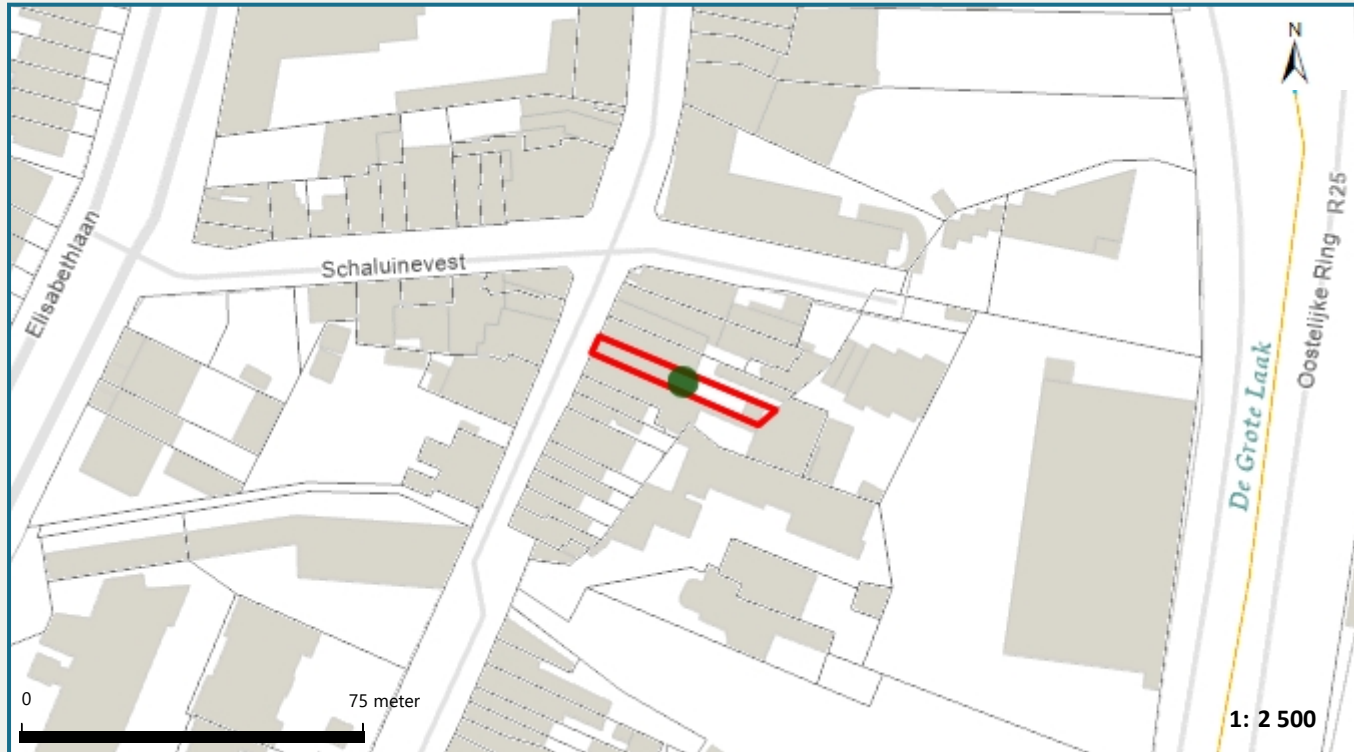 N
Oostelijke Ring R25
Elisabethlaan
Schaluinevest
De Grote Laak
0 75 meter
1: 2 500